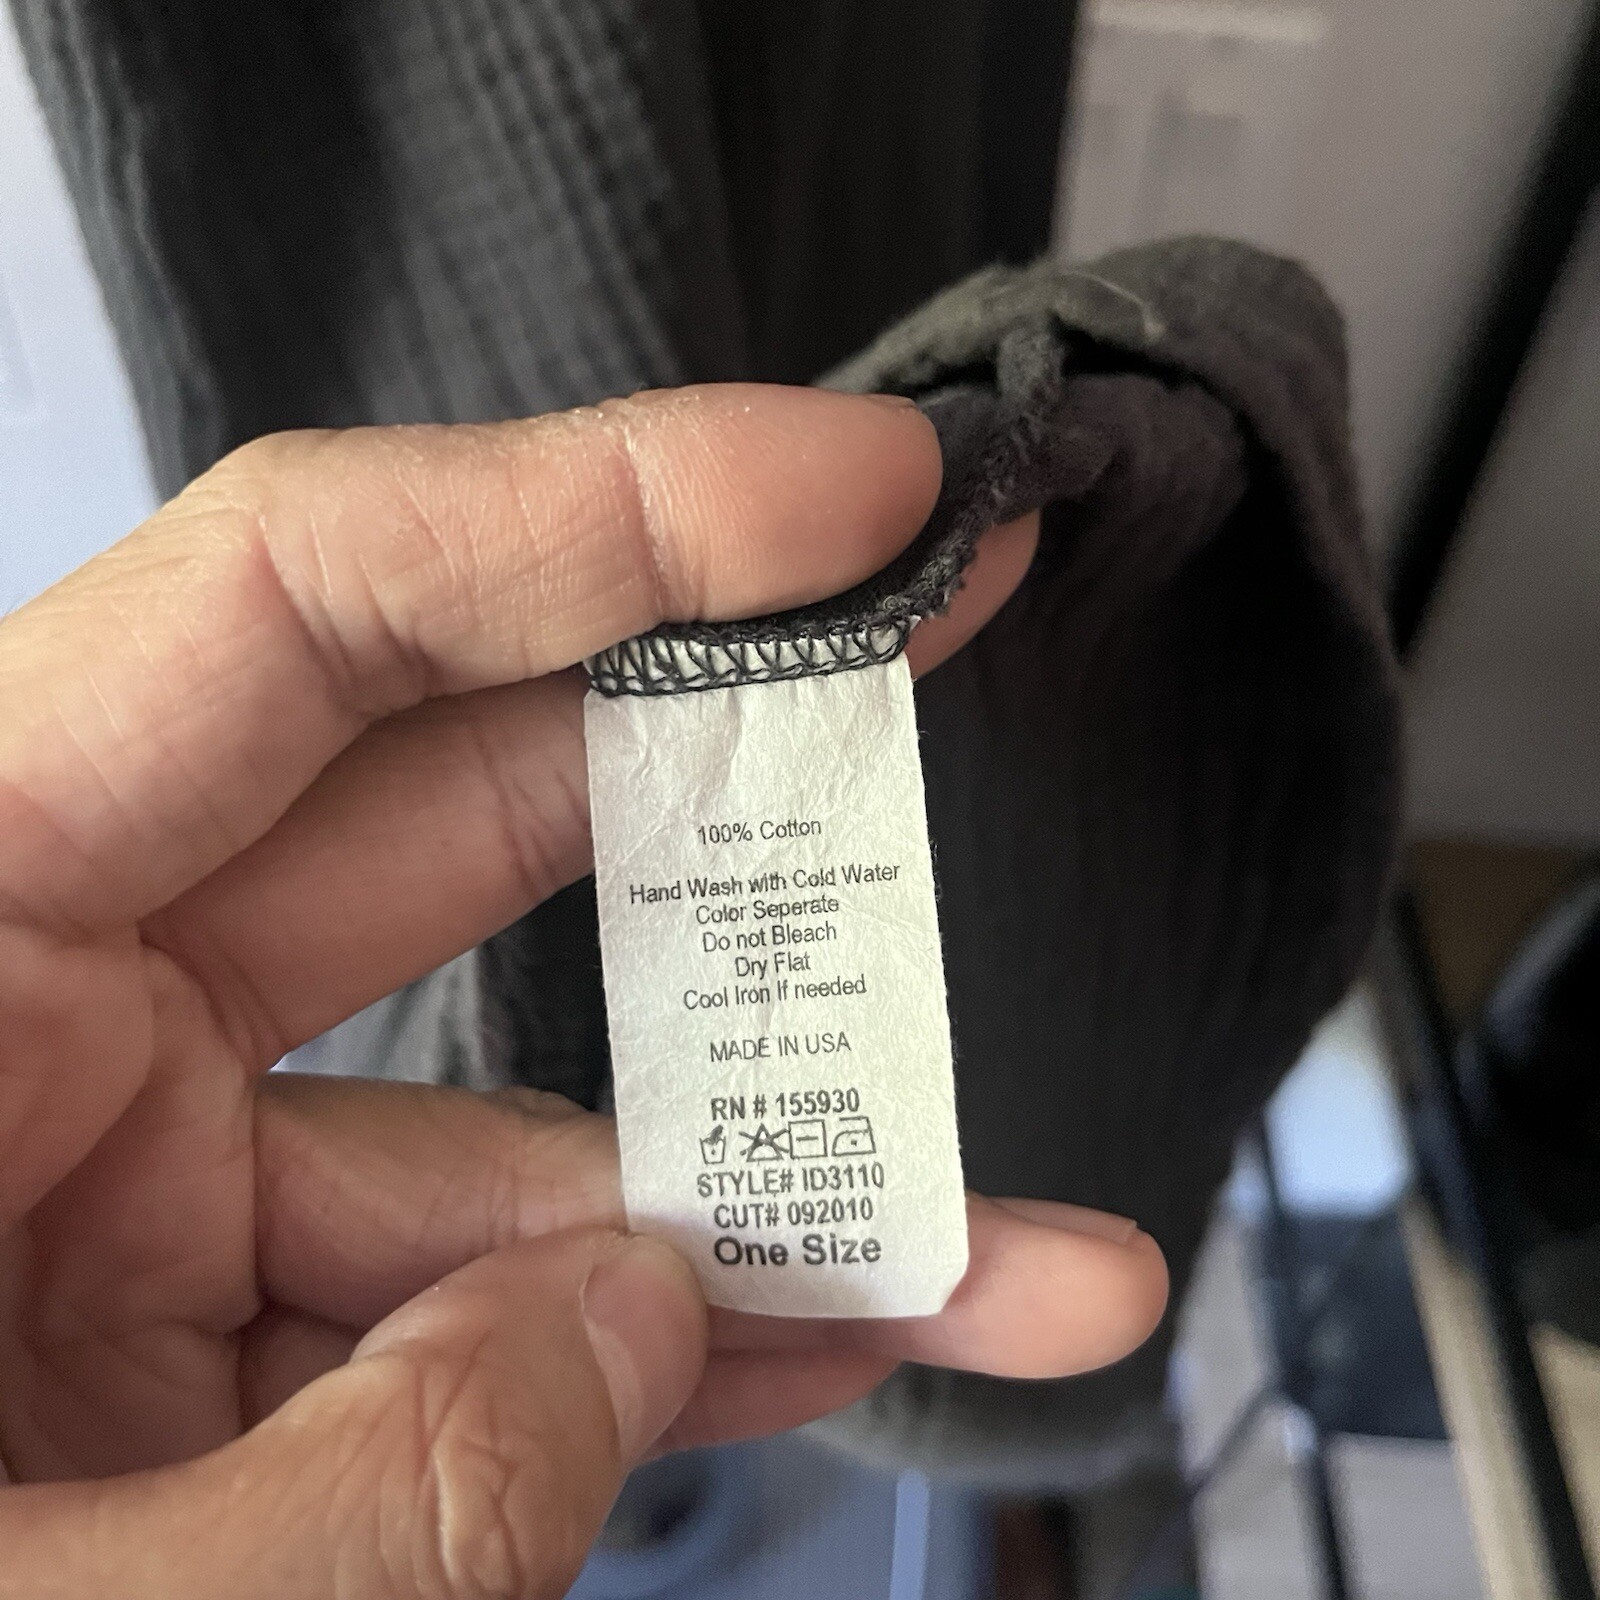 100% Cotton
Hand Wash with Cold Water
Color Seperate
Do not Bleach
Dry Flat
Cool Iron If needed
MADE IN USA
RN # 155930
STYLE# ID3110
CUT# 092010
One Size